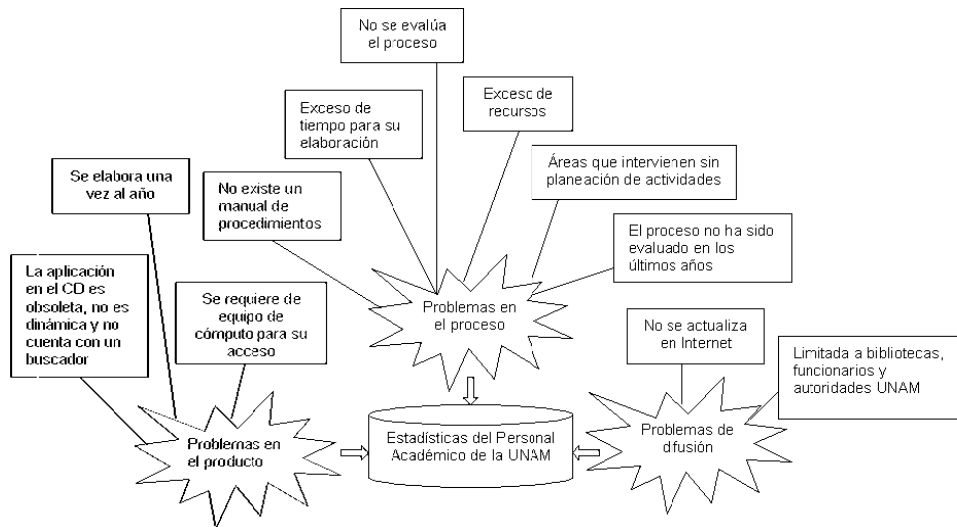 No se evalúa
el proceso
Exceso de
recursos
Exceso de
tiempo para su
elaboración
Áreas que intervienen sin
planeación de actividades
Se elabora una
vez al año
No existe un
manual de
procedimientos
El proceso no ha sido
evaluado en los
últimos años
La aplicación
en el CD es
obsoleta, no es
dinámica y no
cuenta con un
buscador
Se requiere de
equipo de
cómputo para su
acceso
Problemas en
el proceso
No se actualiza
en Internet
Limitada a bibliotecas,
funcionarios y
autoridades UNAM
Problemas en
el producto
Estadísticas del Personal
Académico de la UNAM
Problemas de
difusión